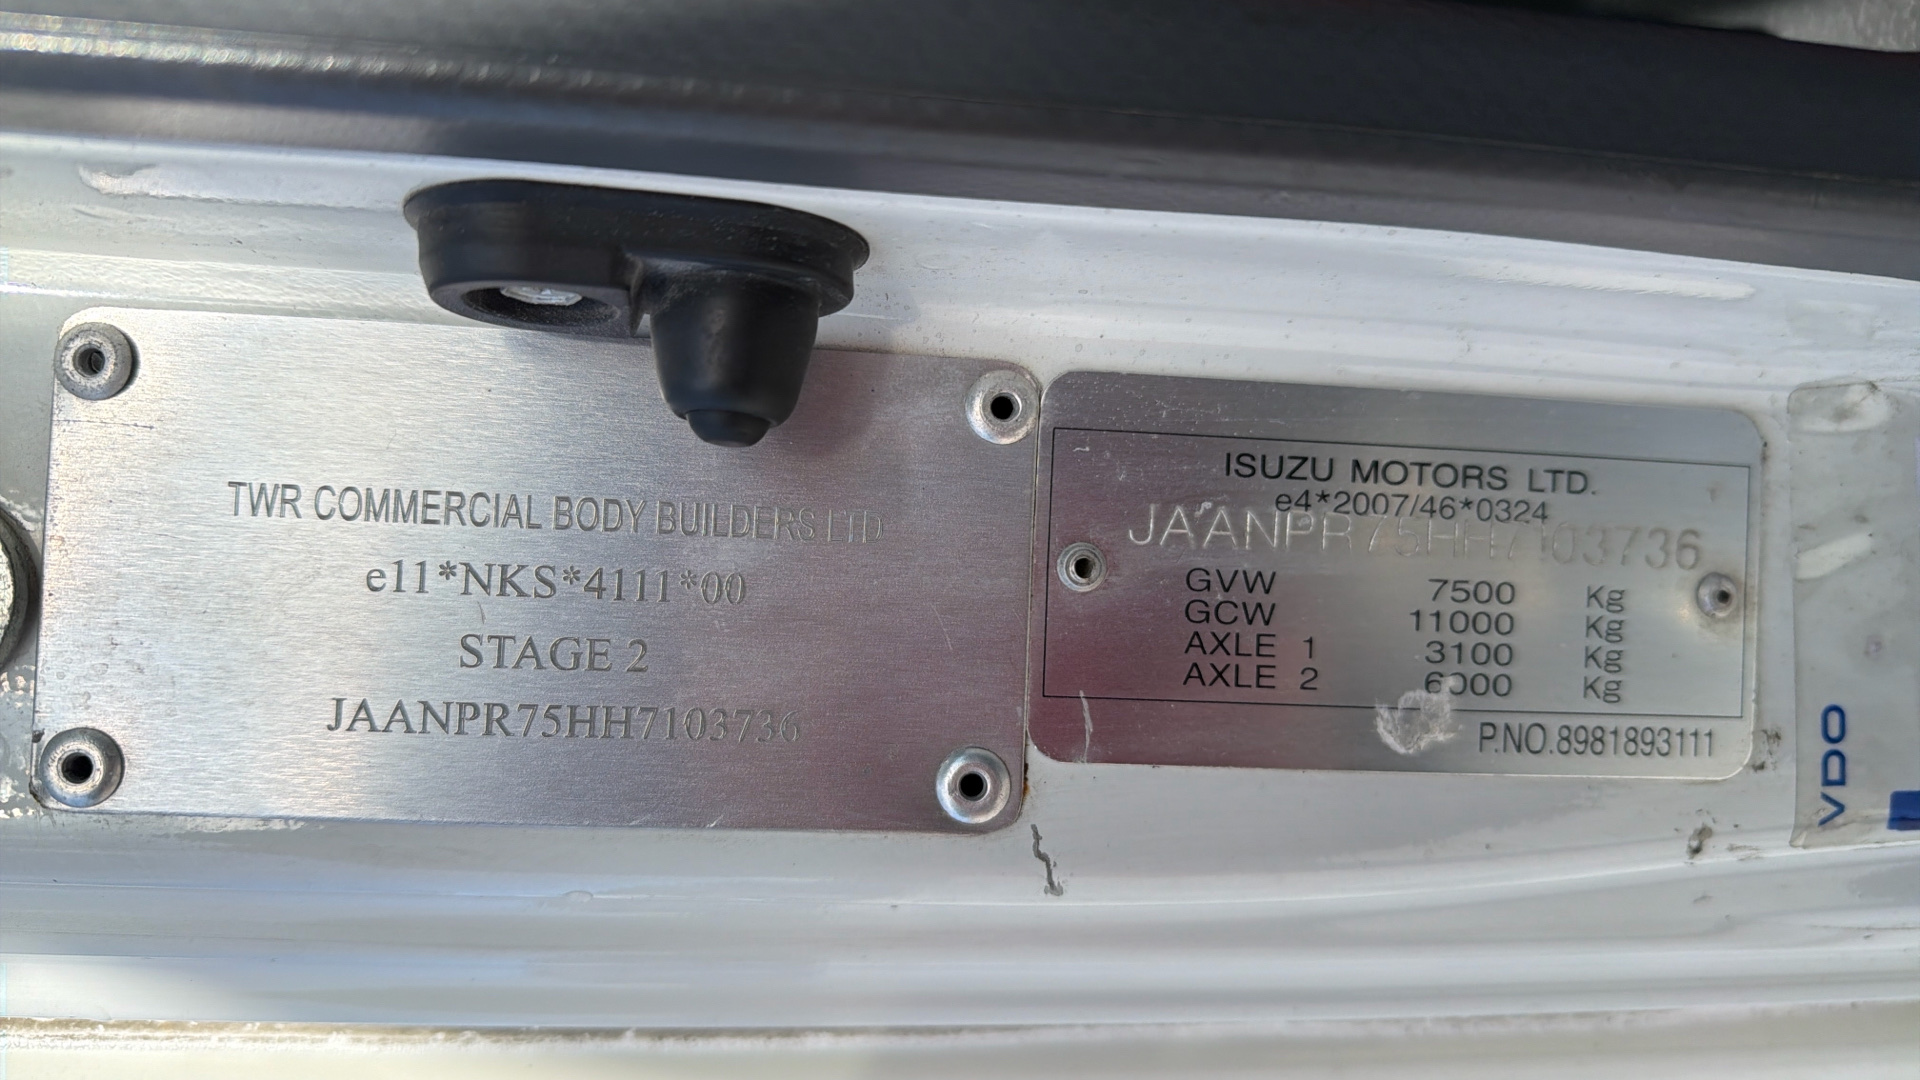 TWR COMMERCIAL BODY BUILDERS LTD
e11*NKS*4111*00
STAGE 2
JAANPR75HH7103736
ISUZU MOTORS LTD.
e4*2007/46*0324
JAANPR75HH7103736
GVW 7500 Kg
GCW 11000 Kg
AXLE 1 3100 Kg
AXLE 2 6000 Kg
P.NO.8981893111
VDO